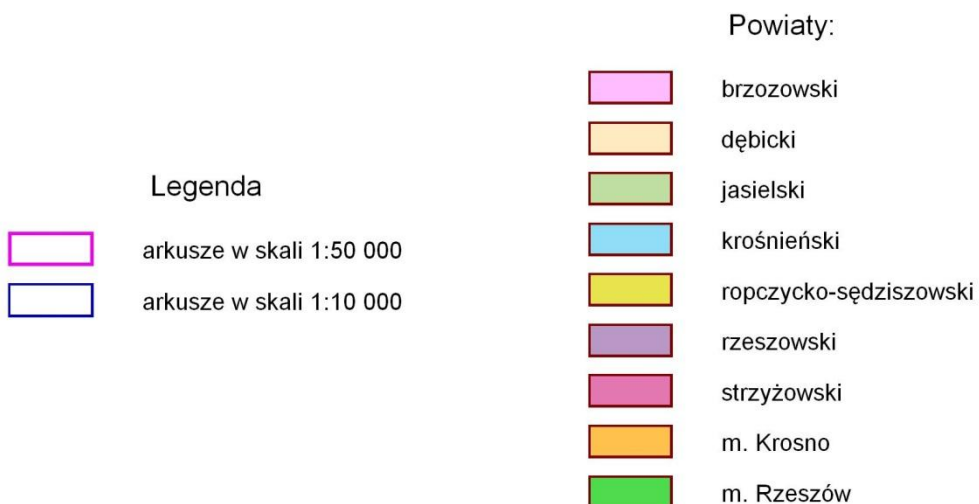 Legenda
arkusze w skali 1:50 000
arkusze w skali 1:10 000
Powiaty:
brzozowski
dębicki
jasielski
krośnieński
ropczycko-sędziszowski
rzeszowski
strzyżowski
m. Krosno
m. Rzeszów